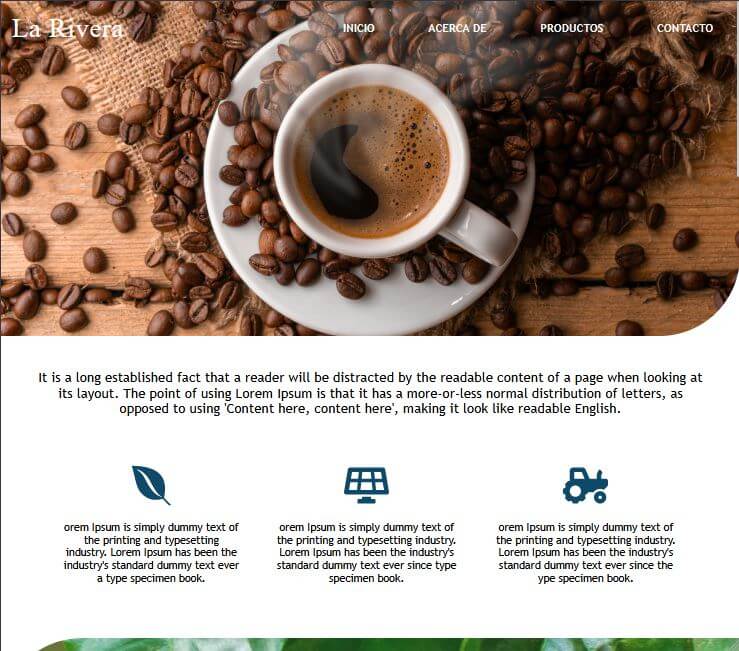 La Rivera
INICIO ACERCA DE PRODUCTOS CONTACTO
It is a long established fact that a reader will be distracted by the readable content of a page when looking at
its layout. The point of using Lorem Ipsum is that it has a more-or-less normal distribution of letters, as
opposed to using 'Content here, content here', making it look like readable English.
orem Ipsum is simply dummy text of
the printing and typesetting
industry. Lorem Ipsum has been the
industry's standard dummy text ever
a type specimen book.
orem Ipsum is simply dummy text of
the printing and typesetting industry.
Lorem Ipsum has been the industry's
standard dummy text ever since type
specimen book.
orem Ipsum is simply dummy text of
the printing and typesetting industry.
Lorem Ipsum has been the industry's
standard dummy text ever since the
ype specimen book.